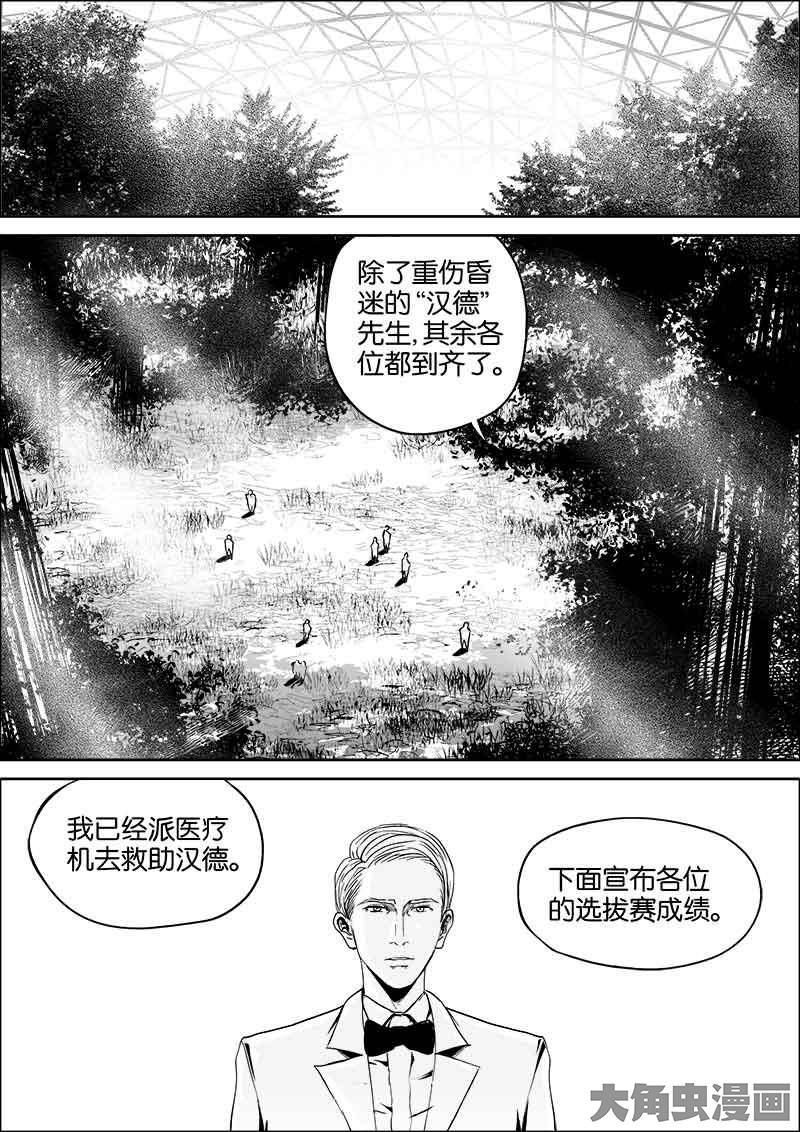 除了重伤昏
迷的“汉德”
先生,其余各
位都到齐了。
我已经派医疗
机去救助汉德。
下面宣布各位
的选拔赛成绩。
大角虫漫画